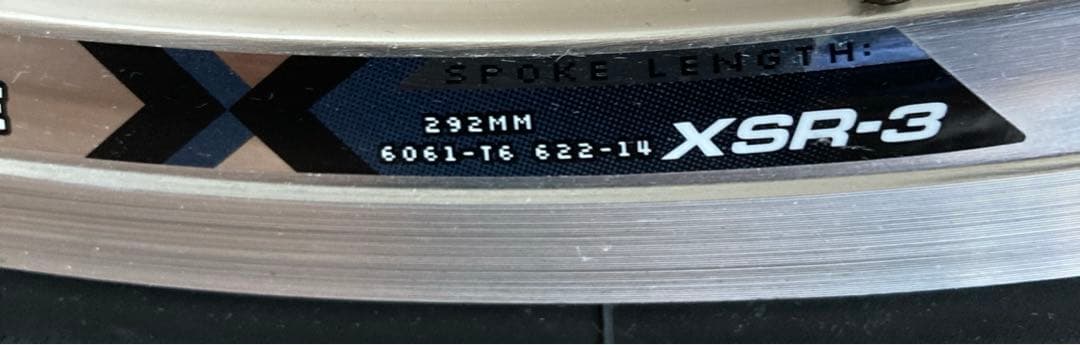 SPOKE LENGTH:
292MM
6061-T6 622-14 XSR-3